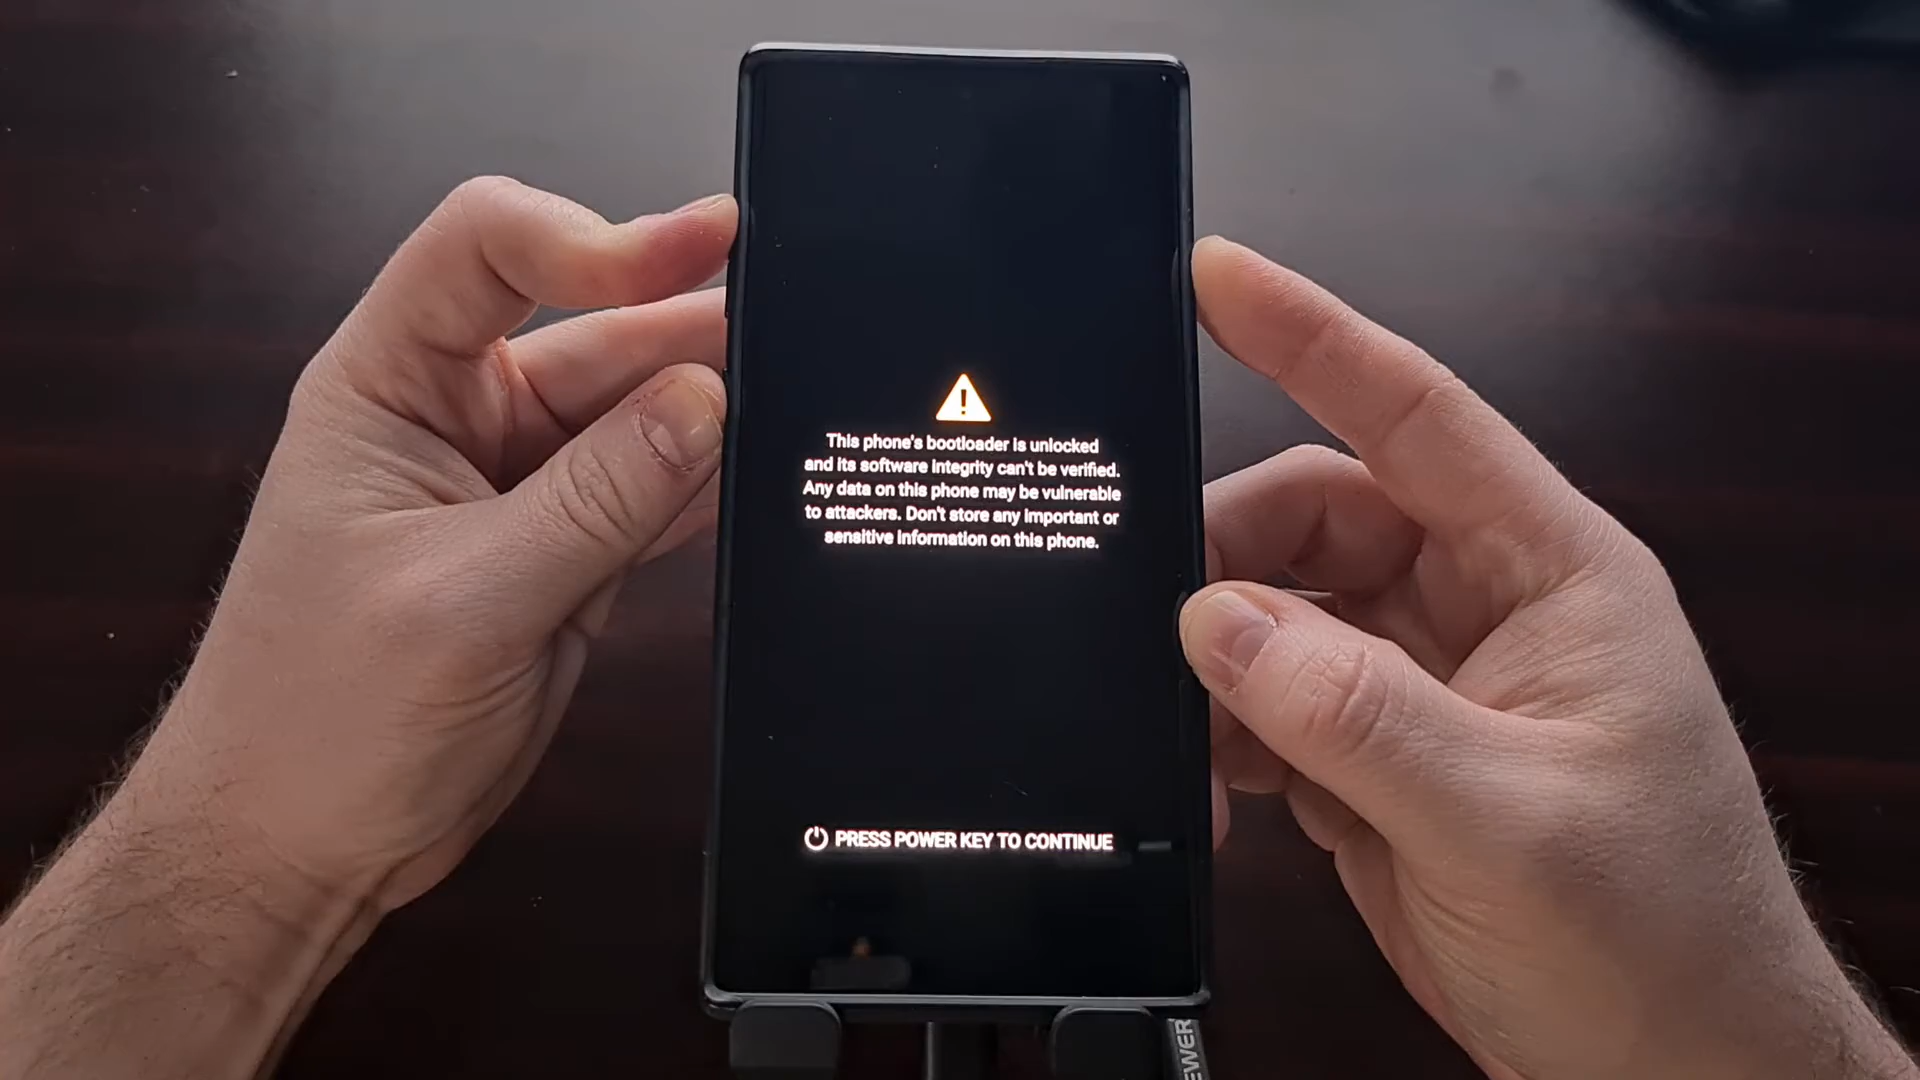 This phone's bootloader is unlocked
and its software integrity can't be verified.
Any data on this phone may be vulnerable
to attackers. Don't store any important or
sensitive information on this phone.
PRESS POWER KEY TO CONTINUE
EWER